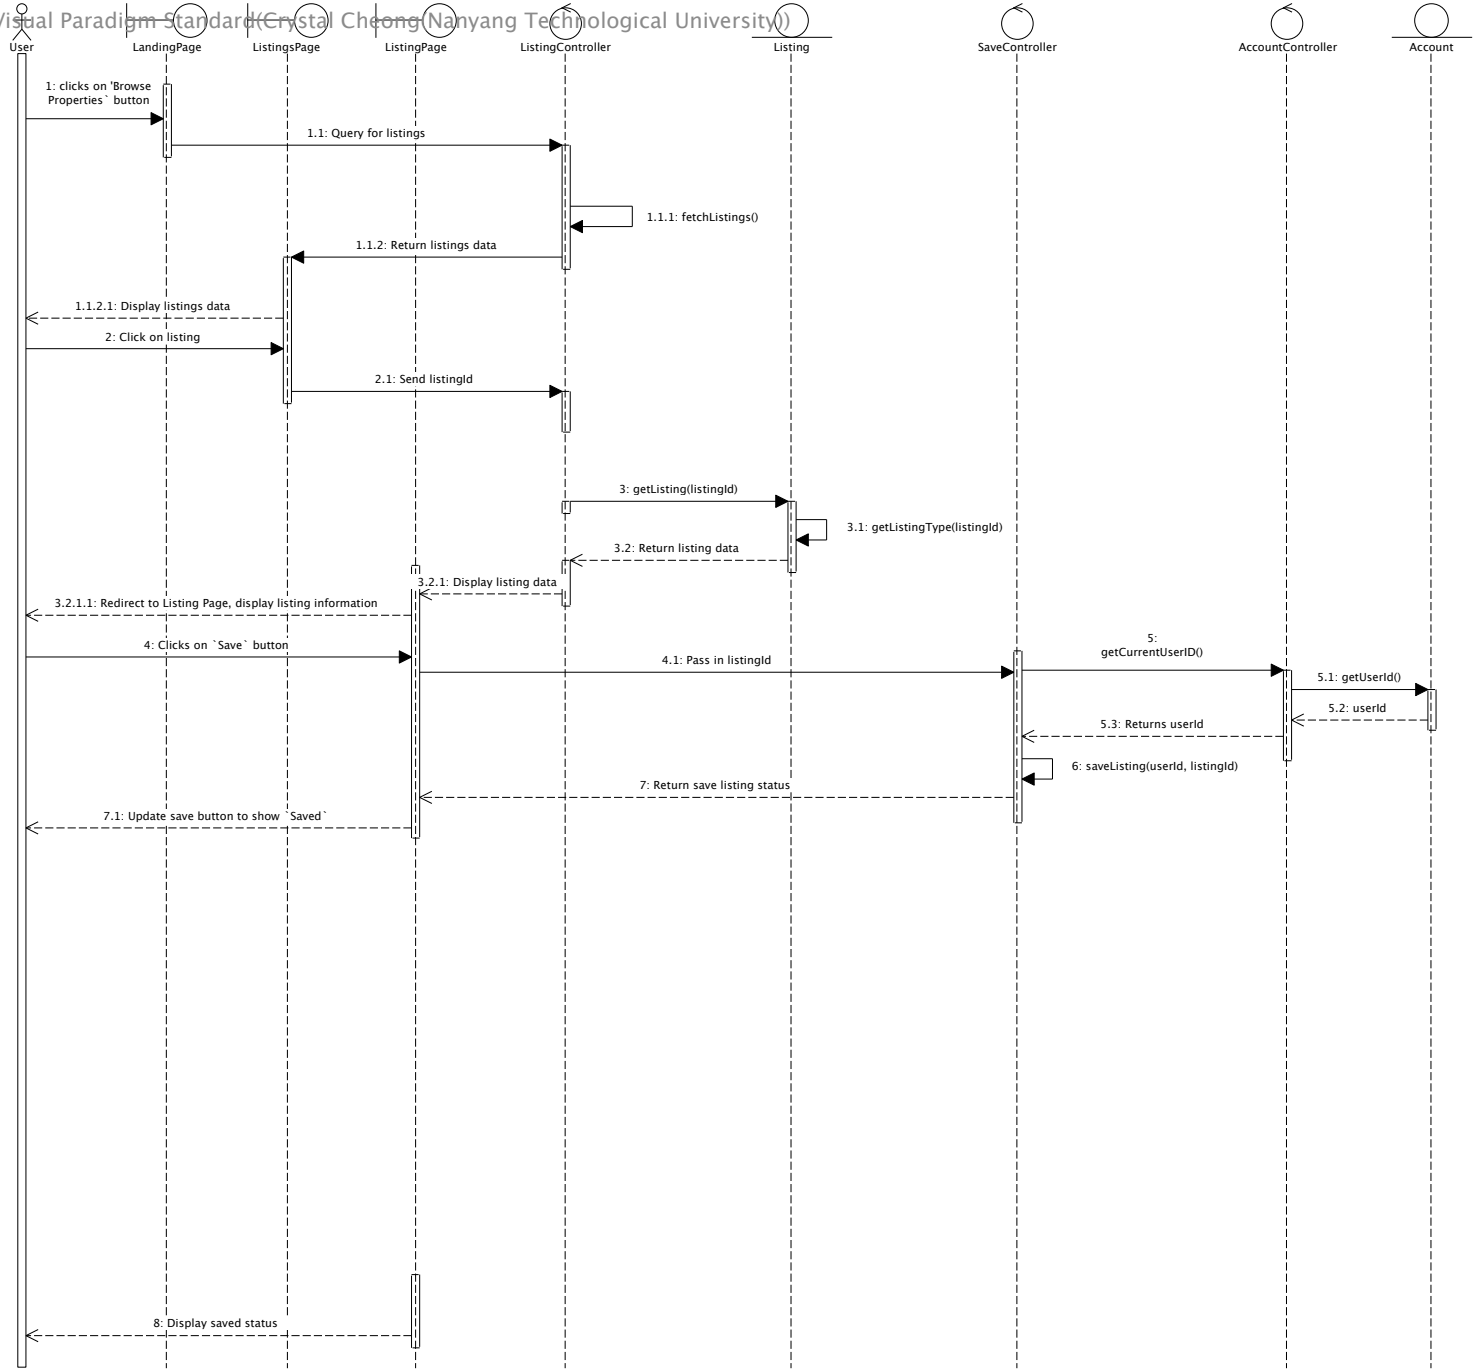 Visual Paradigm Standard(Crystal Cheong(Nanyang Technological University))
User
LandingPage
ListingsPage
ListingPage
ListingController
Listing
SaveController
AccountController
Account
1: clicks on 'Browse
Properties` button
1.1: Query for listings
1.1.1: fetchListings()
1.1.2: Return listings data
1.1.2.1: Display listings data
2: Click on listing
2.1: Send listingId
3: getListing(listingId)
3.1: getListingType(listingId)
3.2: Return listing data
3.2.1: Display listing data
3.2.1.1: Redirect to Listing Page, display listing information
4: Clicks on `Save` button
4.1: Pass in listingId
5:
getCurrentUserID()
5.1: getUserId()
5.2: userId
5.3: Returns userId
6: saveListing(userId, listingId)
7: Return save listing status
7.1: Update save button to show `Saved`
8: Display saved status